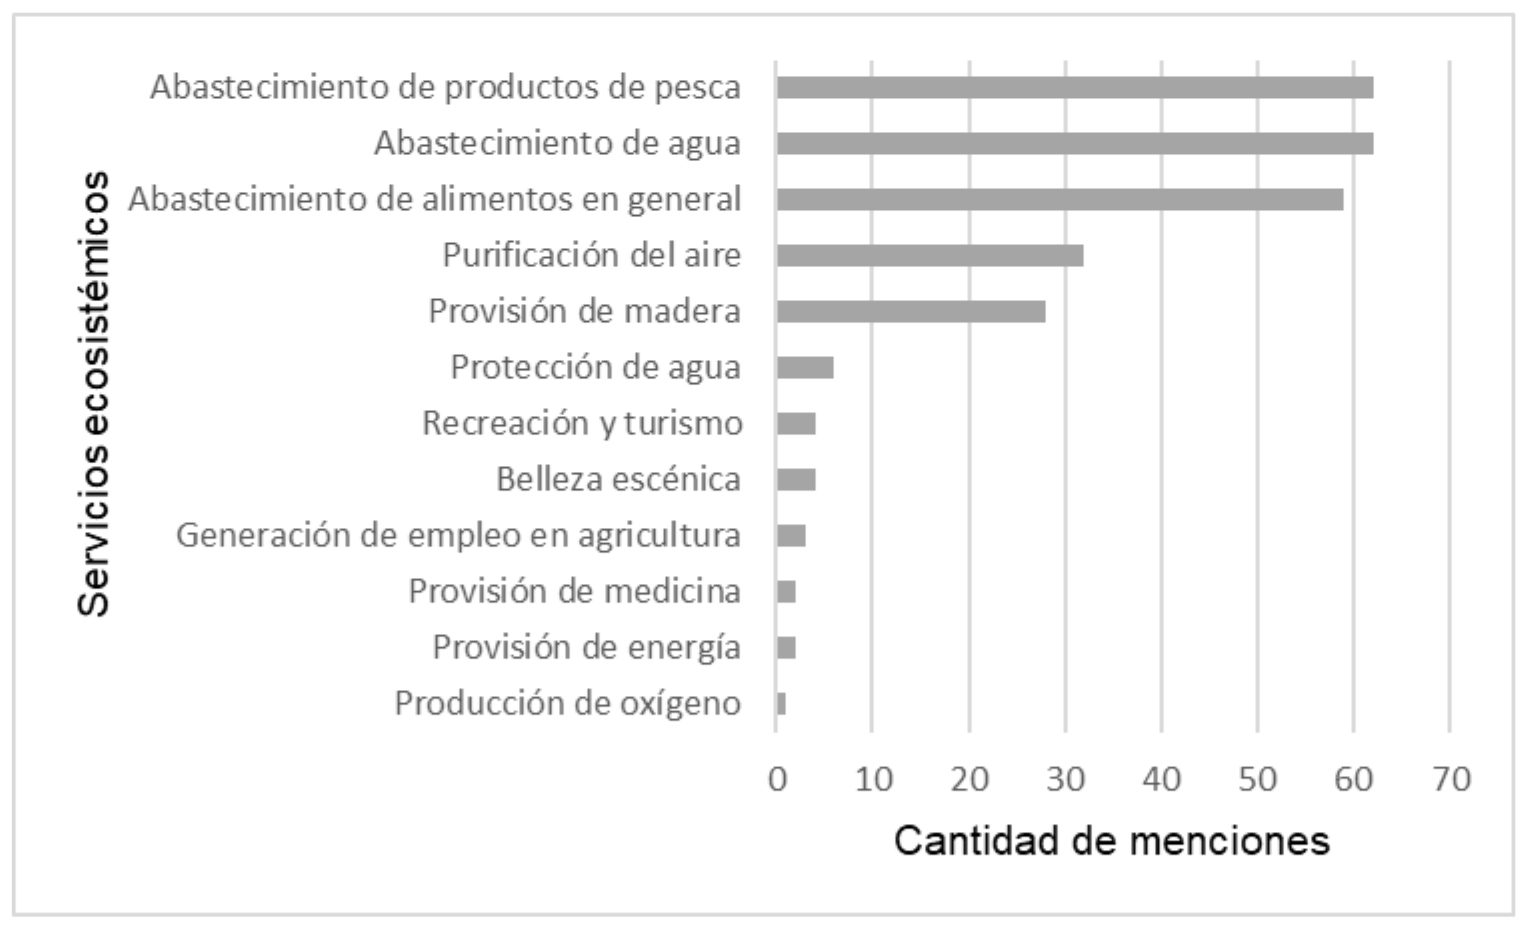 Servicios ecosistémicos
Abastecimiento de productos de pesca
Abastecimiento de agua
Abastecimiento de alimentos en general
Purificación del aire
Provisión de madera
Protección de agua
Recreación y turismo
Belleza escénica
Generación de empleo en agricultura
Provisión de medicina
Provisión de energía
Producción de oxígeno
0 10 20 30 40 50 60 70
Cantidad de menciones